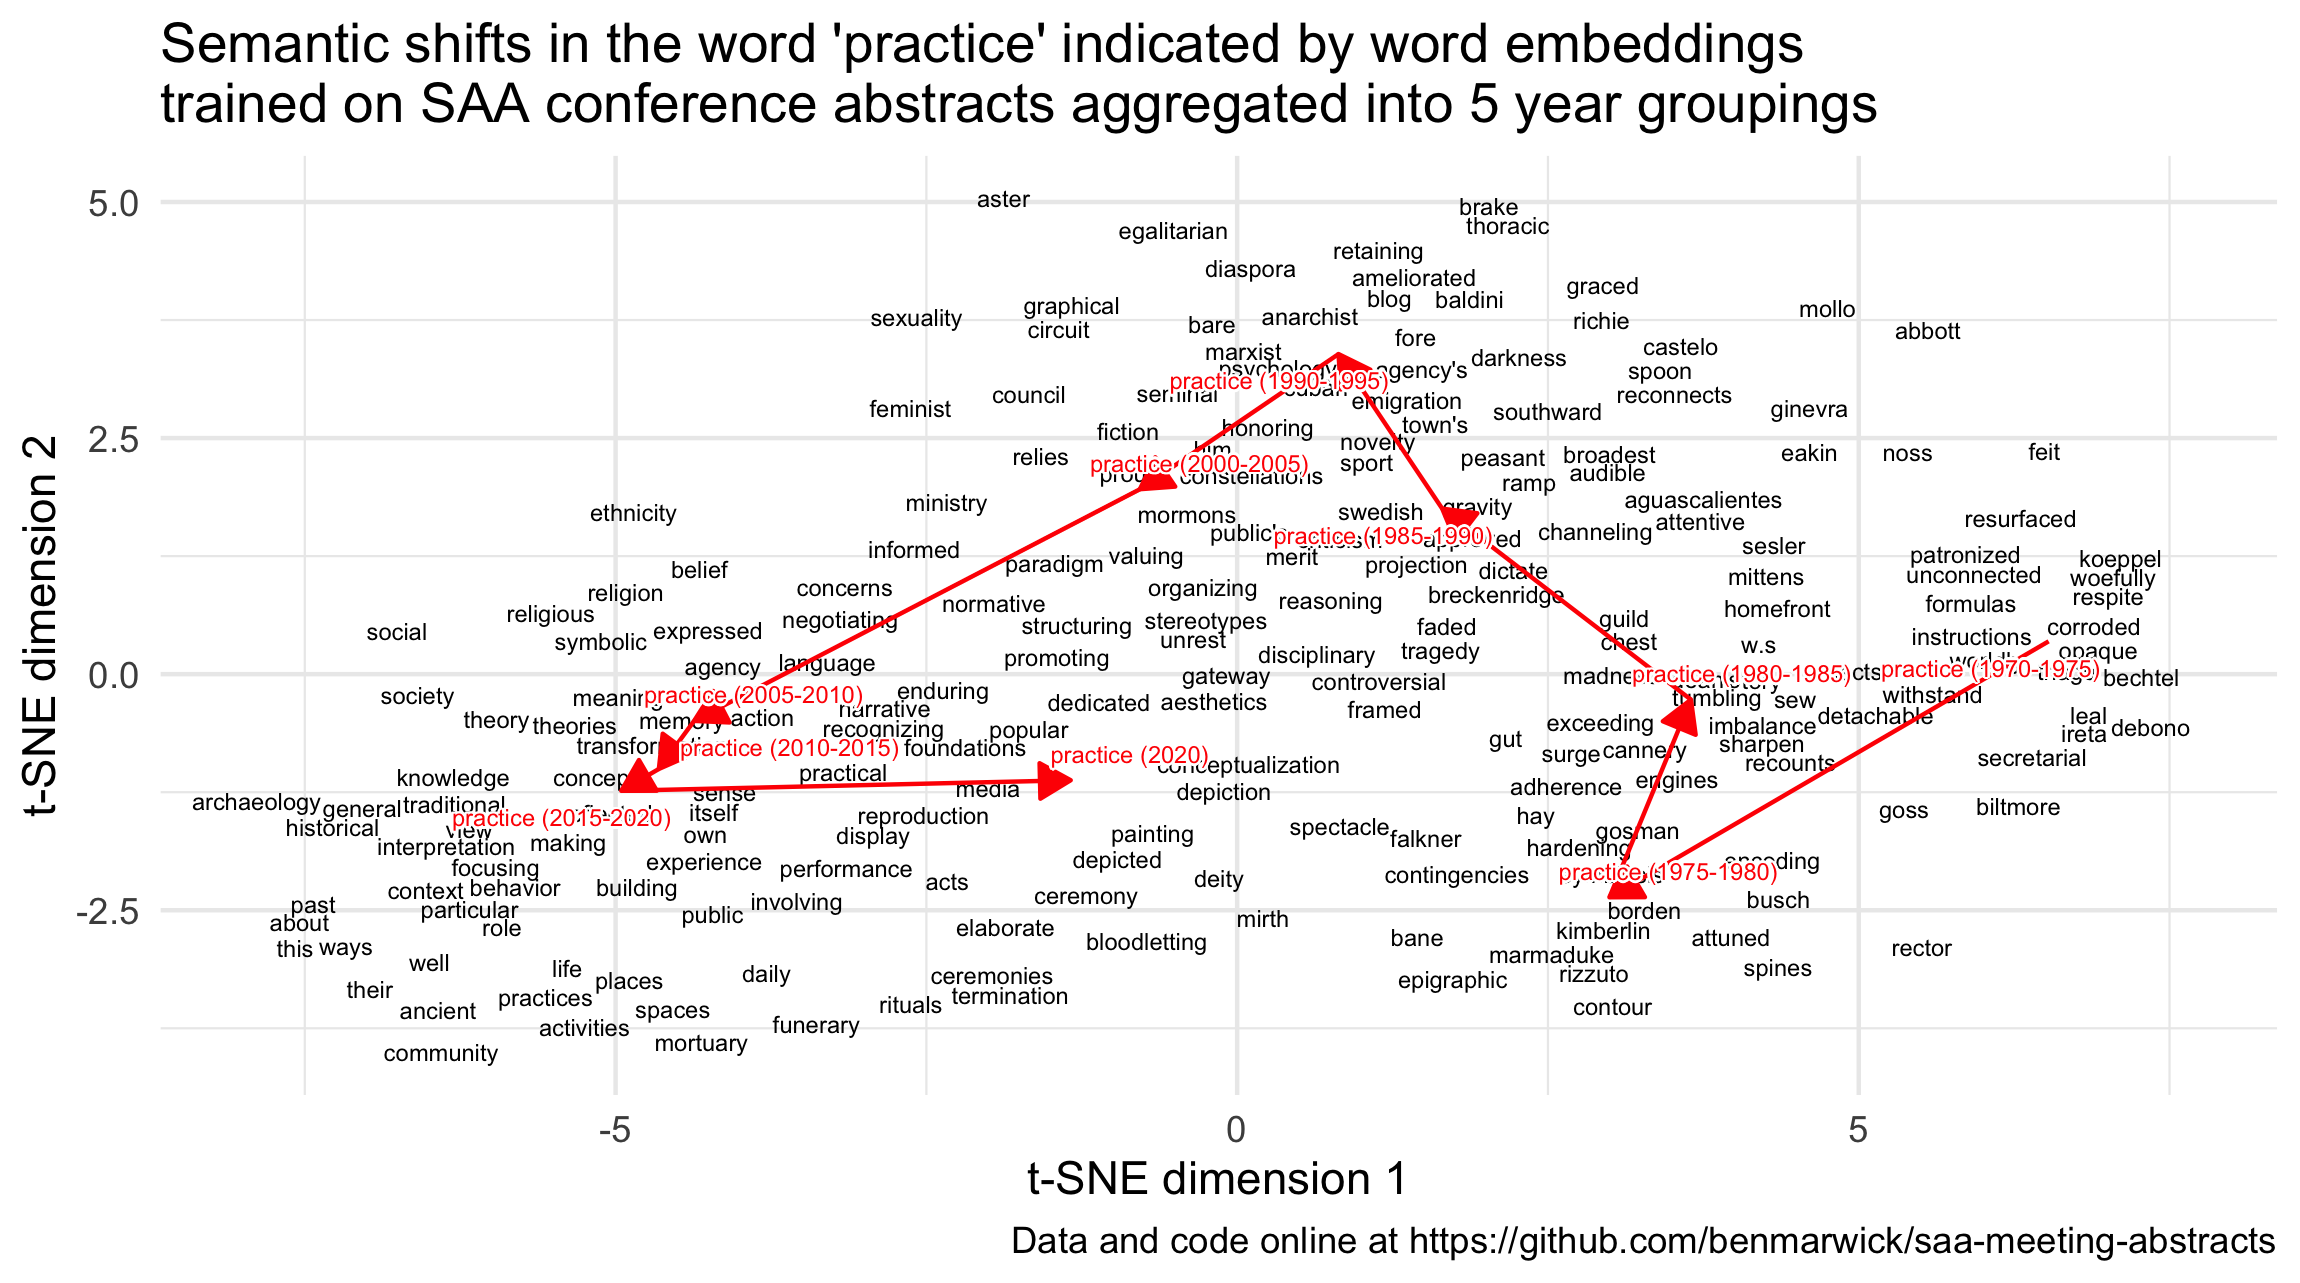 Semantic shifts in the word 'practice' indicated by word embeddings
trained on SAA conference abstracts aggregated into 5 year groupings
t-SNE dimension 2
5.0
2.5
0.0
-2.5
aster
brake
thoracic
egalitarian
retaining
diaspora
ameliorated
graced
blog
baldini
graphical
mollo
sexuality
anarchist
richie
circuit
bare
abbott
fore
marxist
castelo
darkness
psychology
agency's
spoon
practice (1990-1995)
council
seminal
reconnects
emigration
feminist
southward
ginevra
fiction
honoring
town's
novelty
him
relies
peasant
broadest
eakin
noss
feit
practice (2000-2005)
sport
audible
constellations
ramp
ministry
aguascalientes
gravity
ethnicity
mormons
swedish
attentive
resurfaced
public's
channeling
practice (1985-1990)
informed
sesler
paradigm
valuing
merit
patronized
koeppel
belief
projection
dictate
mittens
unconnected
woefully
religion
concerns
organizing
breckenridge
respite
normative
reasoning
homefront
formulas
religious
negotiating
structuring
stereotypes
guild
social
expressed
faded
corroded
symbolic
unrest
chest
w.s
instructions
agency
language
promoting
disciplinary
tragedy
opaque
practice (1980-1985)
practice (1970-1975)
gateway
bechtel
society
practice (2005-2010)
enduring
controversial
tumbling
sew
withstand
dedicated
aesthetics
theory
theories
memory
action
narrative
framed
detachable
leal
recognizing
popular
exceeding
imbalance
ireta
debono
practice (2010-2015)
foundations
gut
surge
cannery
sharpen
practice (2020)
conceptualization
recounts
secretarial
knowledge
practical
engines
sense
media
depiction
adherence
archaeology
general
traditional
itself
reproduction
hay
goss
biltmore
practice (2015-2020)
historical
view
own
display
painting
spectacle
falkner
gosman
interpretation
making
hardening
focusing
experience
performance
depicted
encoding
practice (1975-1980)
context
behavior
building
acts
deity
contingencies
past
particular
public
involving
ceremony
busch
about
role
elaborate
mirth
borden
kimberlin
this
ways
bloodletting
bane
attuned
rector
well
life
daily
ceremonies
marmaduke
rizzuto
spines
their
places
epigraphic
practices
termination
ancient
spaces
rituals
contour
activities
funerary
mortuary
community
-5
0
5
t-SNE dimension 1
Data and code online at https://github.com/benmarwick/saa-meeting-abstracts